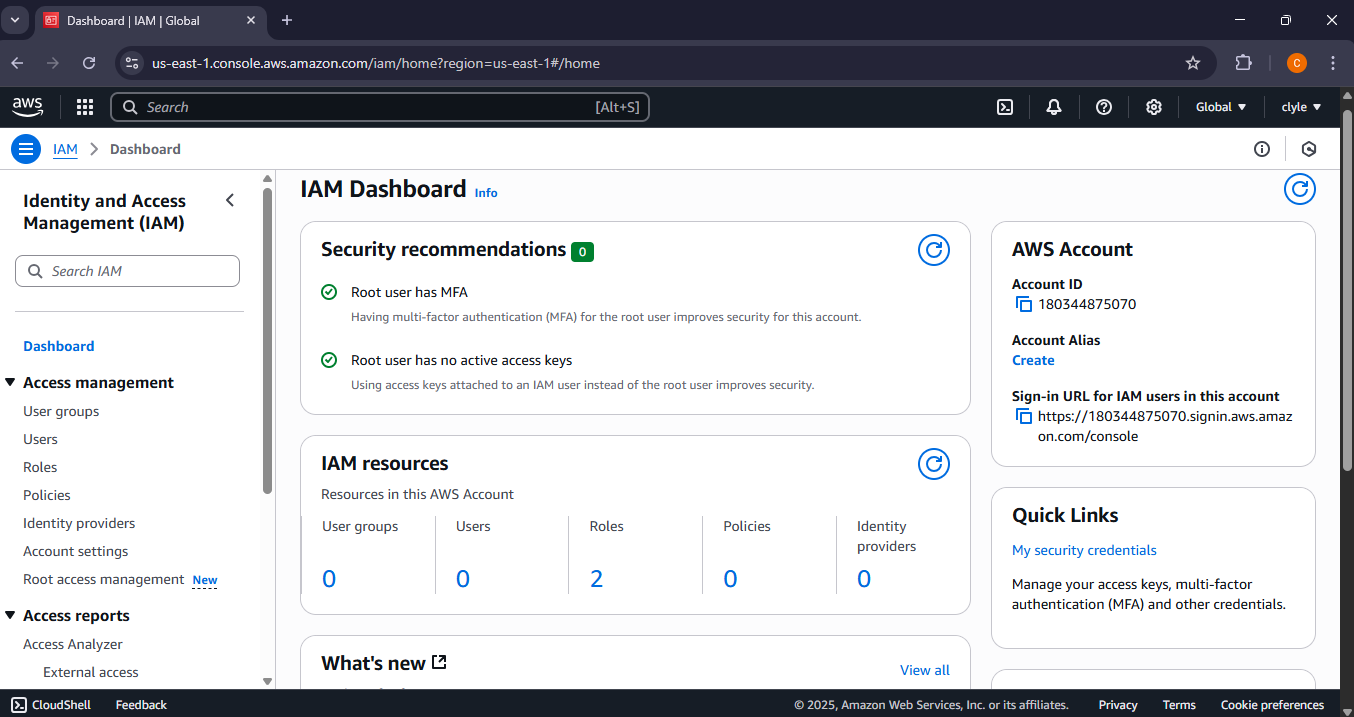 Dashboard | IAM | Global
us-east-1.console.aws.amazon.com/iam/home?region=us-east-1#/home
C
aws
Search
[Alt+S]
Global
clyle
IAM
Dashboard
Identity and Access
Management (IAM)
Search IAM
Dashboard
Access management
User groups
Users
Roles
Policies
Identity providers
Account settings
Root access management New
Access reports
Access Analyzer
External access
IAM Dashboard Info
Security recommendations 0
Root user has MFA
Having multi-factor authentication (MFA) for the root user improves security for this account.
Root user has no active access keys
Using access keys attached to an IAM user instead of the root user improves security.
IAM resources
Resources in this AWS Account
User groups
0
Users
0
Roles
2
Policies
0
Identity
providers
0
What's new
View all
AWS Account
Account ID
180344875070
Account Alias
Create
Sign-in URL for IAM users in this account
https://180344875070.signin.aws.amaz
on.com/console
Quick Links
My security credentials
Manage your access keys, multi-factor
authentication (MFA) and other credentials.
CloudShell
Feedback
© 2025, Amazon Web Services, Inc. or its affiliates.
Privacy
Terms
Cookie preferences